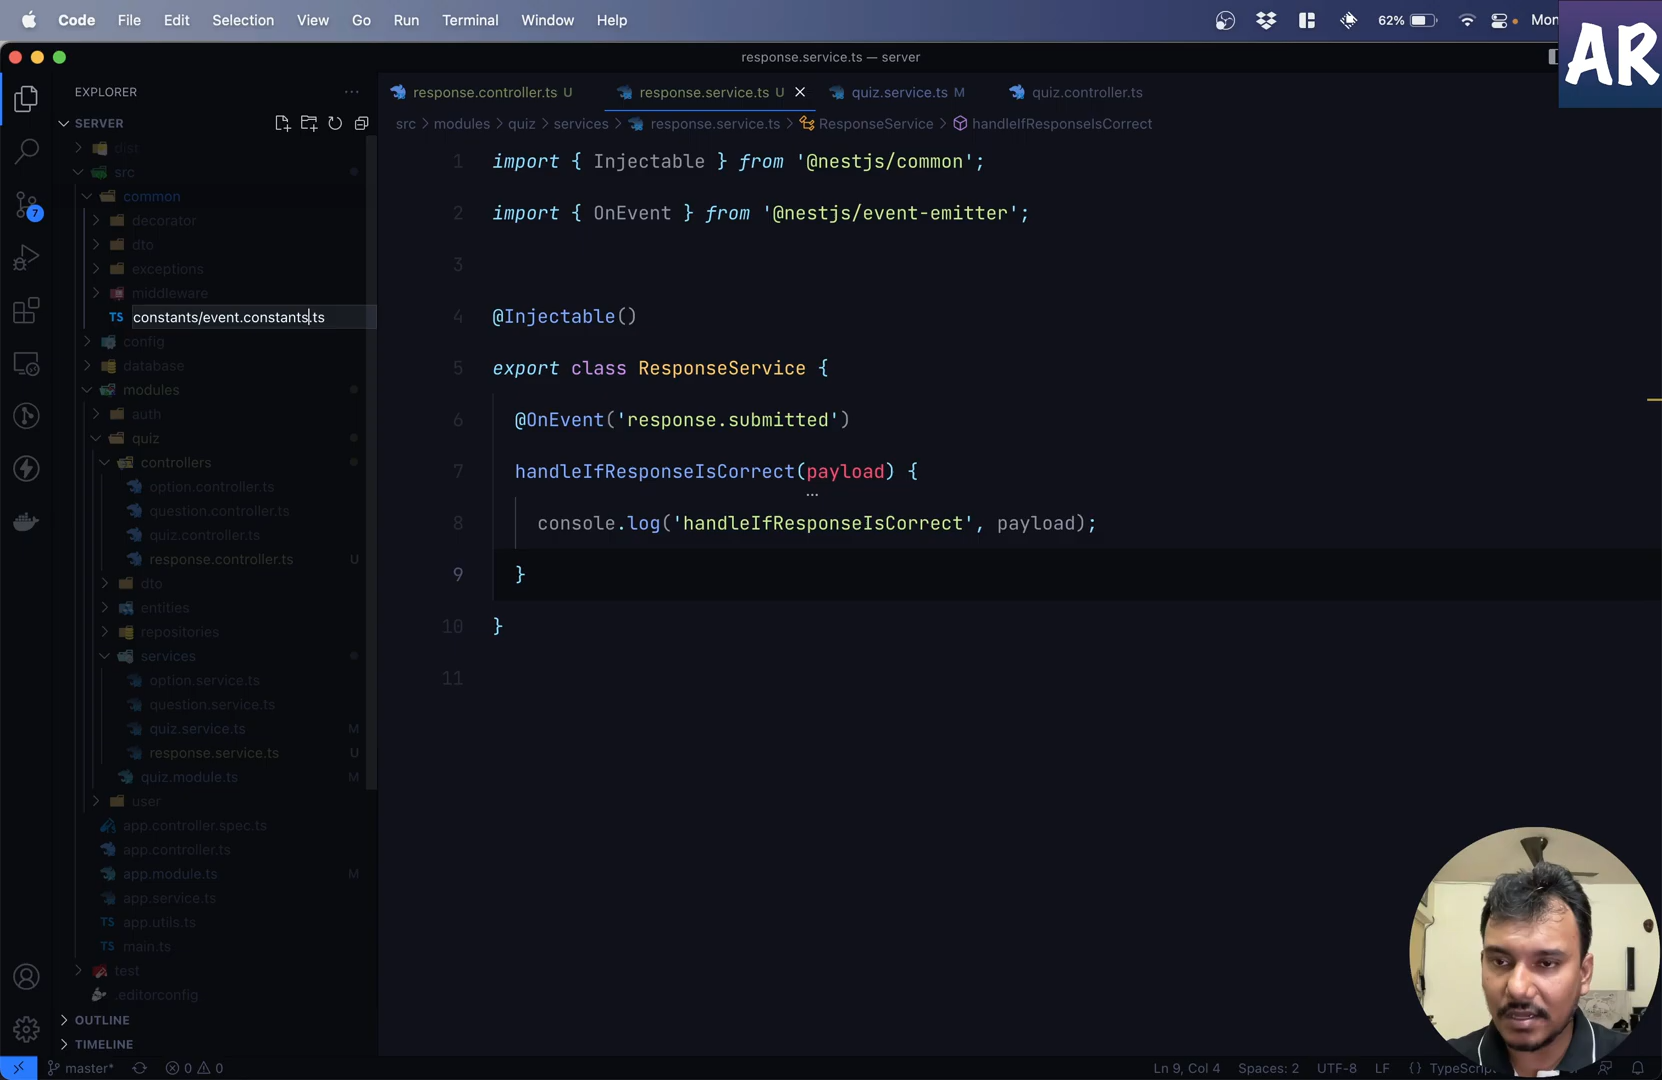 Code File Edit Selection View Go Run Terminal Window Help 62% Mon
AR
response.service.ts — server
EXPLORER
SERVER
dist
src
common
decorator
dto
exceptions
middleware
TS constants/event.constants.ts
config
database
modules
auth
quiz
controllers
option.controller.ts
question.controller.ts
quiz.controller.ts
response.controller.ts U
dto
entities
repositories
services
option.service.ts
question.service.ts
quiz.service.ts M
response.service.ts U
quiz.module.ts M
user
app.controller.spec.ts
app.controller.ts
app.module.ts M
app.service.ts
TS app.utils.ts
TS main.ts
test
.editorconfig
OUTLINE
TIMELINE
7
response.controller.ts U response.service.ts U quiz.service.ts M quiz.controller.ts
src > modules > quiz > services > response.service.ts > ResponseService > handleIfResponseIsCorrect
1 import { Injectable } from '@nestjs/common';
2 import { OnEvent } from '@nestjs/event-emitter';
3
4 @Injectable()
5 export class ResponseService {
6 @OnEvent('response.submitted')
7 handleIfResponseIsCorrect(payload) {
8 console.log('handleIfResponseIsCorrect', payload);
9 }
10 }
11
master* 0 0 Ln 9, Col 4 Spaces: 2 UTF-8 LF {} TypeScript